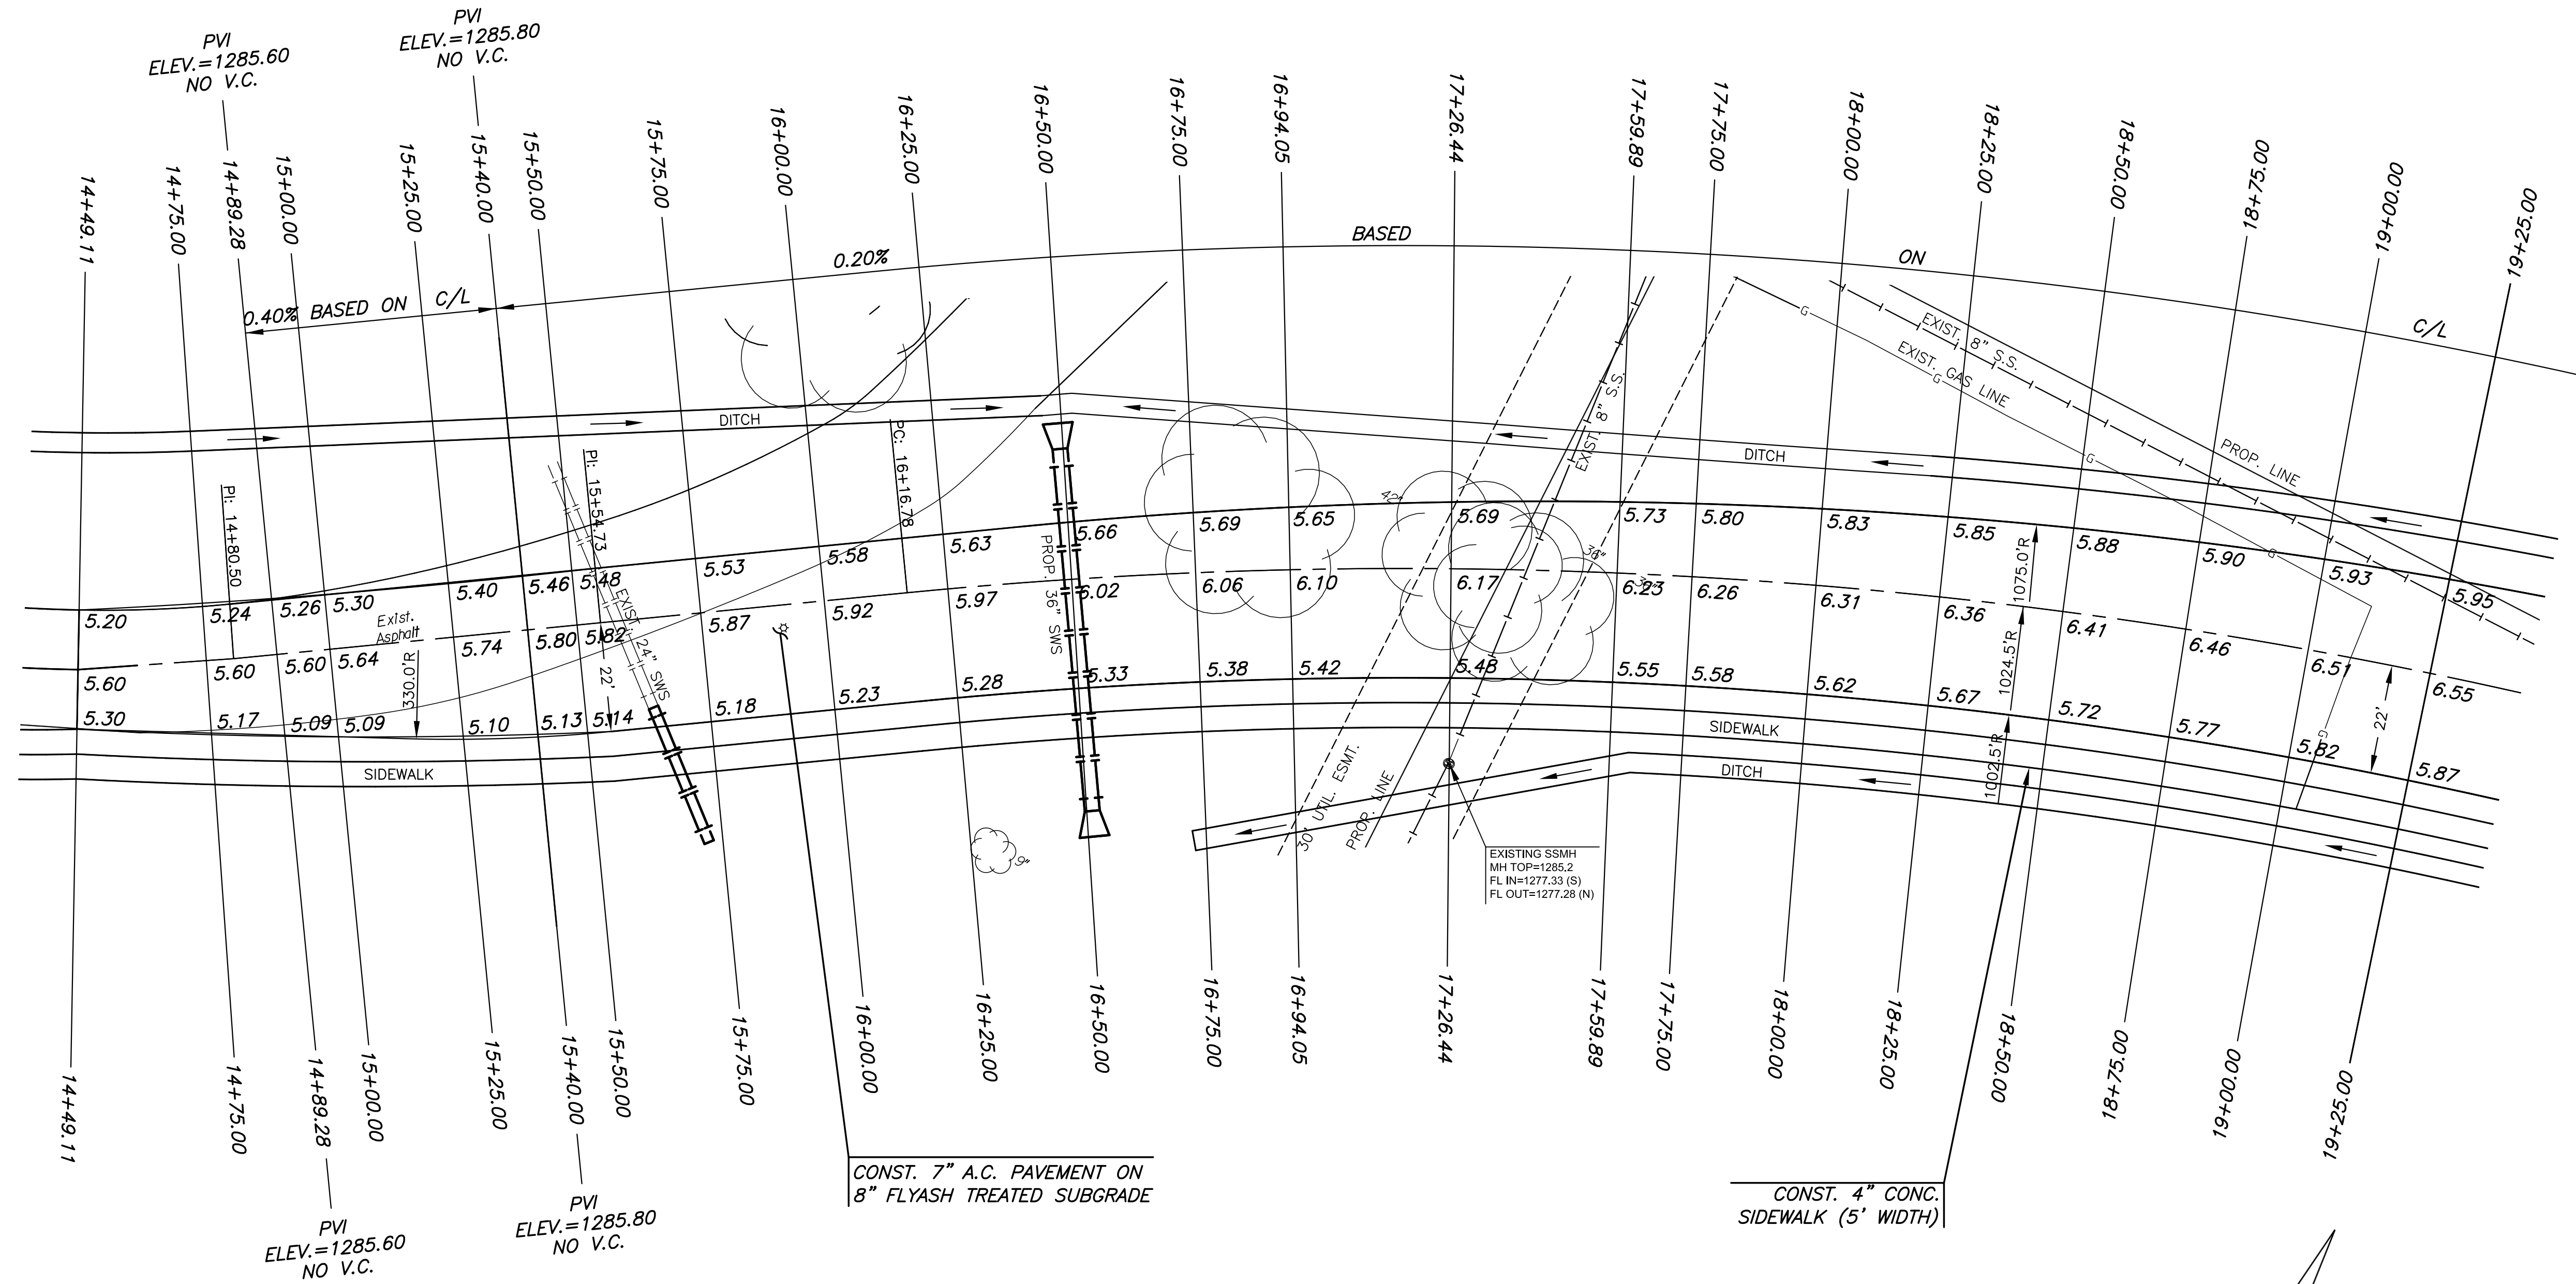 PVI
ELEV.=1285.60
NO V.C.
PVI
ELEV.=1285.80
NO V.C.
14+49.11
14+75.00
14+89.28
15+00.00
15+25.00
15+40.00
15+50.00
15+75.00
16+00.00
16+25.00
16+50.00
16+75.00
16+94.05
17+26.44
17+59.89
17+75.00
18+00.00
18+25.00
18+50.00
18+75.00
19+00.00
19+25.00
0.40% BASED ON C/L
0.20%
BASED
ON
C/L
DITCH
DITCH
EXIST. 8" S.S.
EXIST. GAS LINE
G
G
G
G
G
PROP. LINE
EXIST. 8" S.S.
PI: 14+80.50
PI: 15+54.73
PC: 16+16.78
PROP. 36" SWS
EXIST. 24" SWS
Exist.
Asphalt
330.0'R
22'
42"
36"
1075.0'R
1024.5'R
1002.5'R
22'
5.20
5.24
5.26
5.30
5.40
5.46
5.48
5.53
5.58
5.63
5.66
5.69
5.65
5.69
5.73
5.80
5.83
5.85
5.88
5.90
5.93
5.95
5.60
5.60
5.60
5.64
5.74
5.80
5.82
5.87
5.92
5.97
6.02
6.06
6.10
6.17
6.23
6.26
6.31
6.36
6.41
6.46
6.51
6.55
5.30
5.17
5.09
5.09
5.10
5.13
5.14
5.18
5.23
5.28
5.33
5.38
5.42
5.48
5.55
5.58
5.62
5.67
5.72
5.77
5.82
5.87
SIDEWALK
SIDEWALK
DITCH
30' UTIL. ESMT.
PROP. LINE
9"
EXISTING SSMH
MH TOP=1285.2
FL IN=1277.33 (S)
FL OUT=1277.28 (N)
14+49.11
14+75.00
14+89.28
15+00.00
15+25.00
15+40.00
15+50.00
15+75.00
16+00.00
16+25.00
16+50.00
16+75.00
16+94.05
17+26.44
17+59.89
17+75.00
18+00.00
18+25.00
18+50.00
18+75.00
19+00.00
19+25.00
PVI
ELEV.=1285.60
NO V.C.
PVI
ELEV.=1285.80
NO V.C.
CONST. 7" A.C. PAVEMENT ON
8" FLYASH TREATED SUBGRADE
CONST. 4" CONC.
SIDEWALK (5' WIDTH)